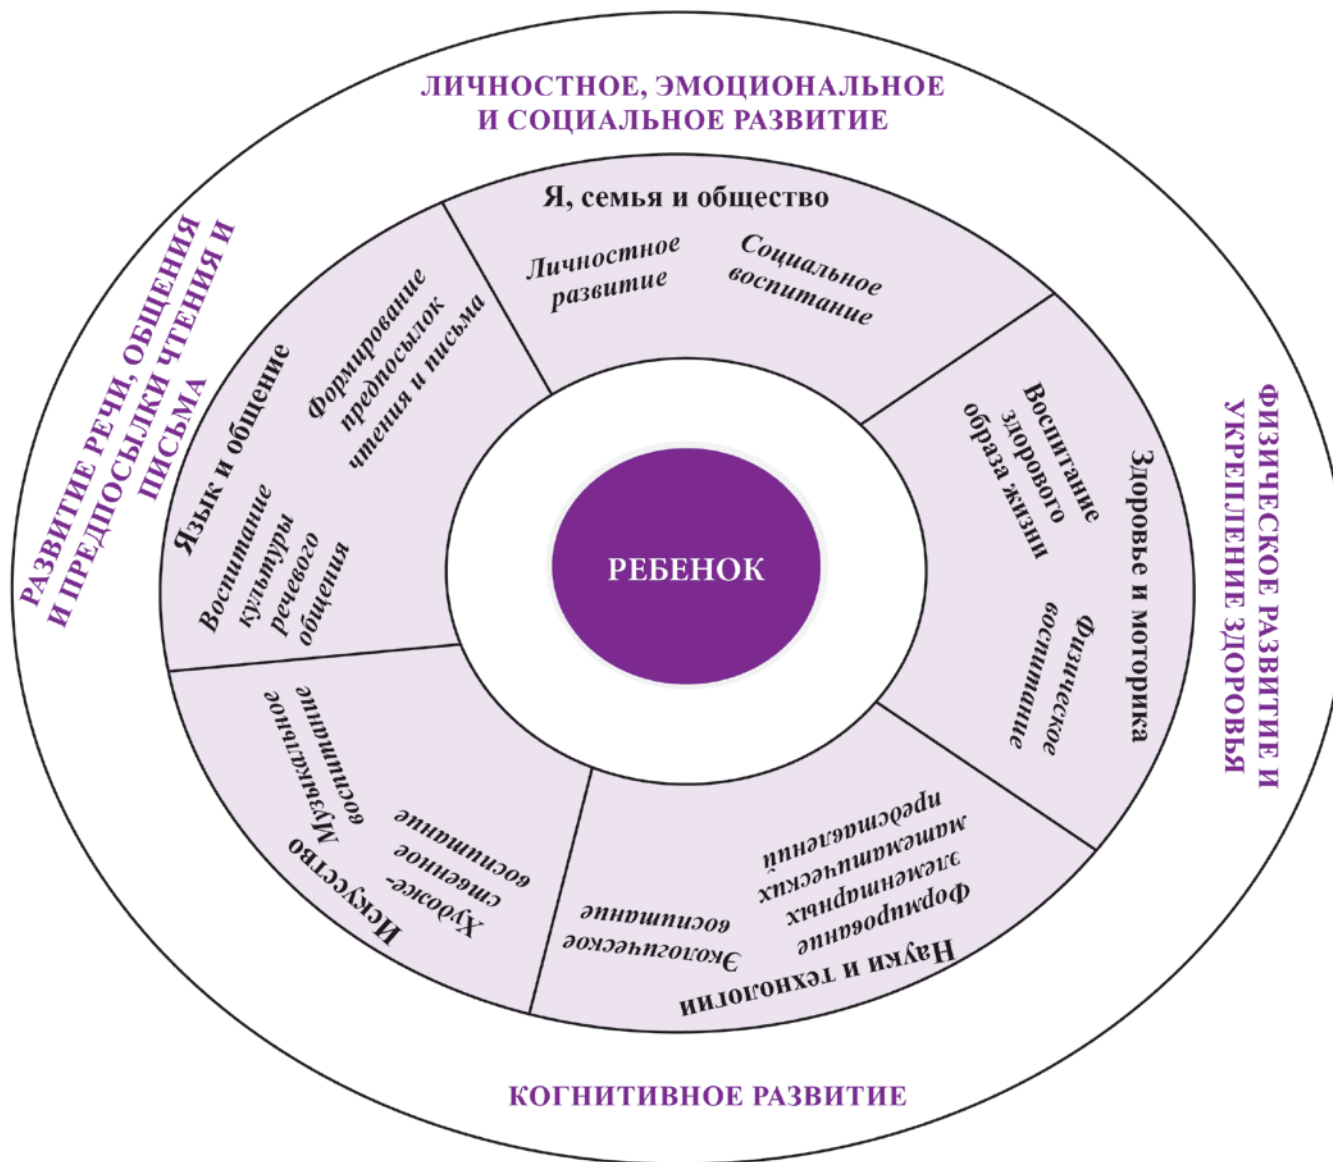 ЛИЧНОСТНОЕ, ЭМОЦИОНАЛЬНОЕ
И СОЦИАЛЬНОЕ РАЗВИТИЕ
Я, семья и общество
Личностное
развитие
Социальное
воспитание
РАЗВИТИЕ РЕЧИ, ОБЩЕНИЯ
И ПРЕДПОСЫЛКИ ЧТЕНИЯ И
ПИСЬМА
Язык и общение
Формирование
предпосылок
чтения и письма
Воспитание
культуры
речевого
общения
ФИЗИЧЕСКОЕ РАЗВИТИЕ И
УКРЕПЛЕНИЕ ЗДОРОВЬЯ
Здоровье и моторика
Воспитание
здорового
образа жизни
Физическое
воспитание
РЕБЕНОК
Искусство
Музыкальное
воспитание
Художе-
ственное
воспитание
Науки и технологии
Экологическое
воспитание
Формирование
элементарных
математических
представлений
КОГНИТИВНОЕ РАЗВИТИЕ